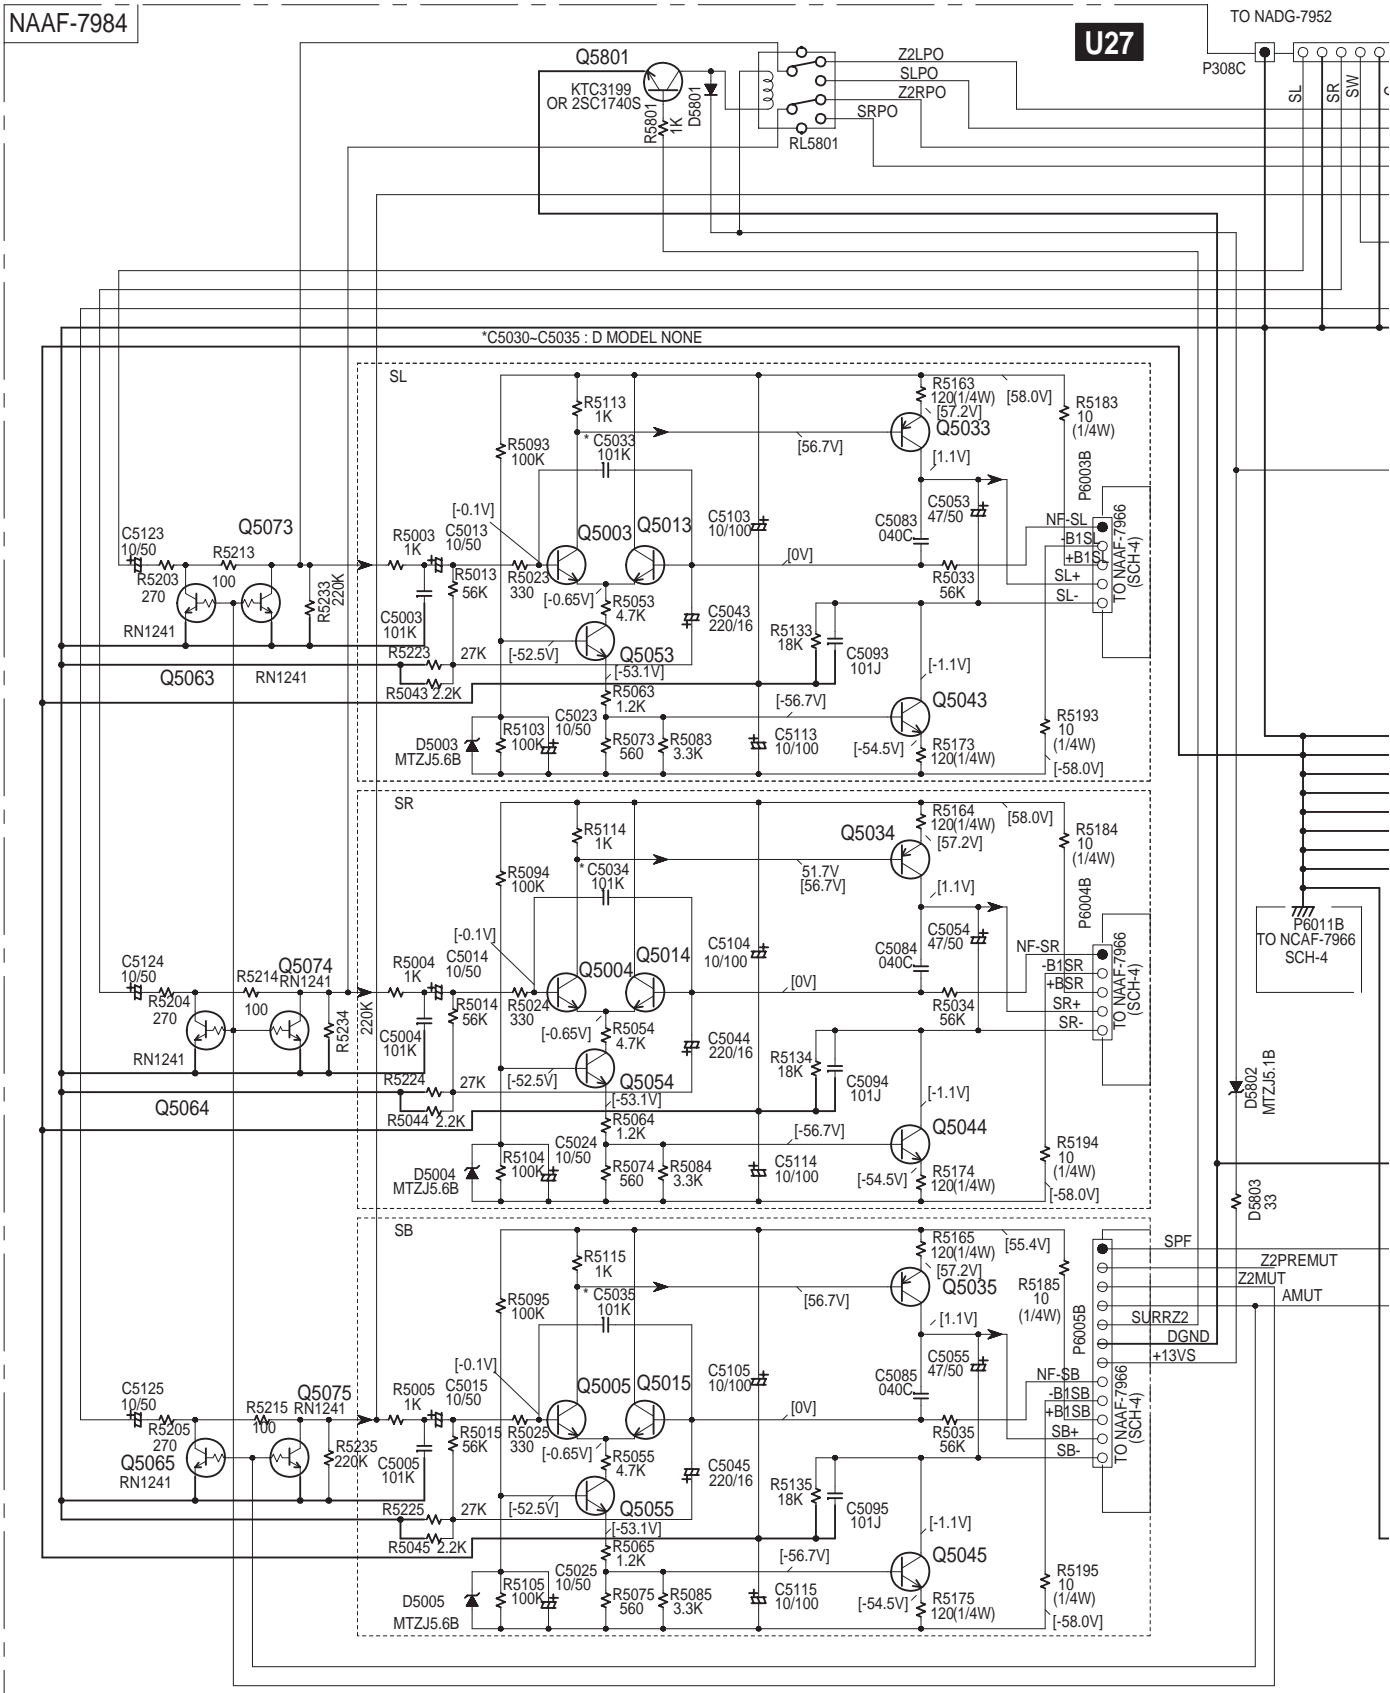 NAAF-7984
U27
TO NADG-7952
P308C
SL
SR
SW
Q5801
KTC3199
OR 2SC1740S
R5801
1K
D5801
RL5801
Z2LPO
SLPO
Z2RPO
SRPO
*C5030~C5035 : D MODEL NONE
SL
R5113
1K
R5163
120(1/4W)
[57.2V]
[58.0V]
R5183
10
(1/4W)
Q5033
R5093
100K
* C5033
101K
[56.7V]
[1.1V]
P6003B
[-0.1V]
C5123
10/50
Q5073
R5213
100
R5003
1K
C5013
10/50
Q5003
Q5013
C5103
10/100
C5083
040C
C5053
47/50
NF-SL
-B1SL
+B1SL
SL+
SL-
TO NAAF-7966
(SCH-4)
R5203
270
R5233
220K
R5013
56K
R5023
330
[0V]
R5033
56K
[-0.65V]
R5053
4.7K
C5043
220/16
RN1241
C5003
101K
R5133
18K
C5093
101J
R5223
27K
[-52.5V]
Q5053
Q5063
RN1241
R5043 2.2K
[-53.1V]
[-1.1V]
R5063
1.2K
[-56.7V]
Q5043
D5003
MTZJ5.6B
R5103
100K
C5023
10/50
R5073
560
R5083
3.3K
C5113
10/100
[-54.5V]
R5173
120(1/4W)
R5193
10
(1/4W)
[-58.0V]
SR
R5114
1K
Q5034
R5164
120(1/4W)
[57.2V]
[58.0V]
R5184
10
(1/4W)
R5094
100K
* C5034
101K
51.7V
[56.7V]
[1.1V]
P6004B
P6011B
TO NCAF-7966
SCH-4
[-0.1V]
C5124
10/50
R5214
100
Q5074
RN1241
R5004
1K
C5014
10/50
Q5004
Q5014
C5104
10/100
C5084
040C
C5054
47/50
NF-SR
-B1SR
+BSR
SR+
SR-
TO NAAF-7966
(SCH-4)
R5204
270
R5234
220K
R5014
56K
R5024
330
[0V]
R5034
56K
RN1241
C5004
101K
[-0.65V]
R5054
4.7K
C5044
220/16
R5134
18K
C5094
101J
D5802
MTZJ5.1B
R5224
27K
[-52.5V]
Q5054
Q5064
R5044 2.2K
[-53.1V]
[-1.1V]
R5064
1.2K
[-56.7V]
Q5044
D5004
MTZJ5.6B
R5104
100K
C5024
10/50
R5074
560
R5084
3.3K
C5114
10/100
[-54.5V]
R5174
120(1/4W)
R5194
10
(1/4W)
[-58.0V]
D5803
33
SB
R5115
1K
R5165
120(1/4W)
[57.2V]
[55.4V]
Q5035
R5185
10
(1/4W)
SPF
Z2PREMUT
Z2MUT
AMUT
SURRZ2
DGND
+13VS
P6005B
R5095
100K
* C5035
101K
[56.7V]
[1.1V]
[-0.1V]
C5125
10/50
R5215
100
Q5075
RN1241
R5005
1K
C5015
10/50
Q5005
Q5015
C5105
10/100
C5085
040C
C5055
47/50
NF-SB
-B1SB
+B1SB
SB+
SB-
TO NAAF-7966
(SCH-4)
R5205
270
Q5065
RN1241
R5235
220K
R5015
56K
R5025
330
[0V]
R5035
56K
C5005
101K
[-0.65V]
R5055
4.7K
C5045
220/16
R5135
18K
C5095
101J
R5225
27K
[-52.5V]
Q5055
R5045 2.2K
[-53.1V]
[-1.1V]
R5065
1.2K
[-56.7V]
Q5045
D5005
MTZJ5.6B
R5105
100K
C5025
10/50
R5075
560
R5085
3.3K
C5115
10/100
[-54.5V]
R5175
120(1/4W)
R5195
10
(1/4W)
[-58.0V]